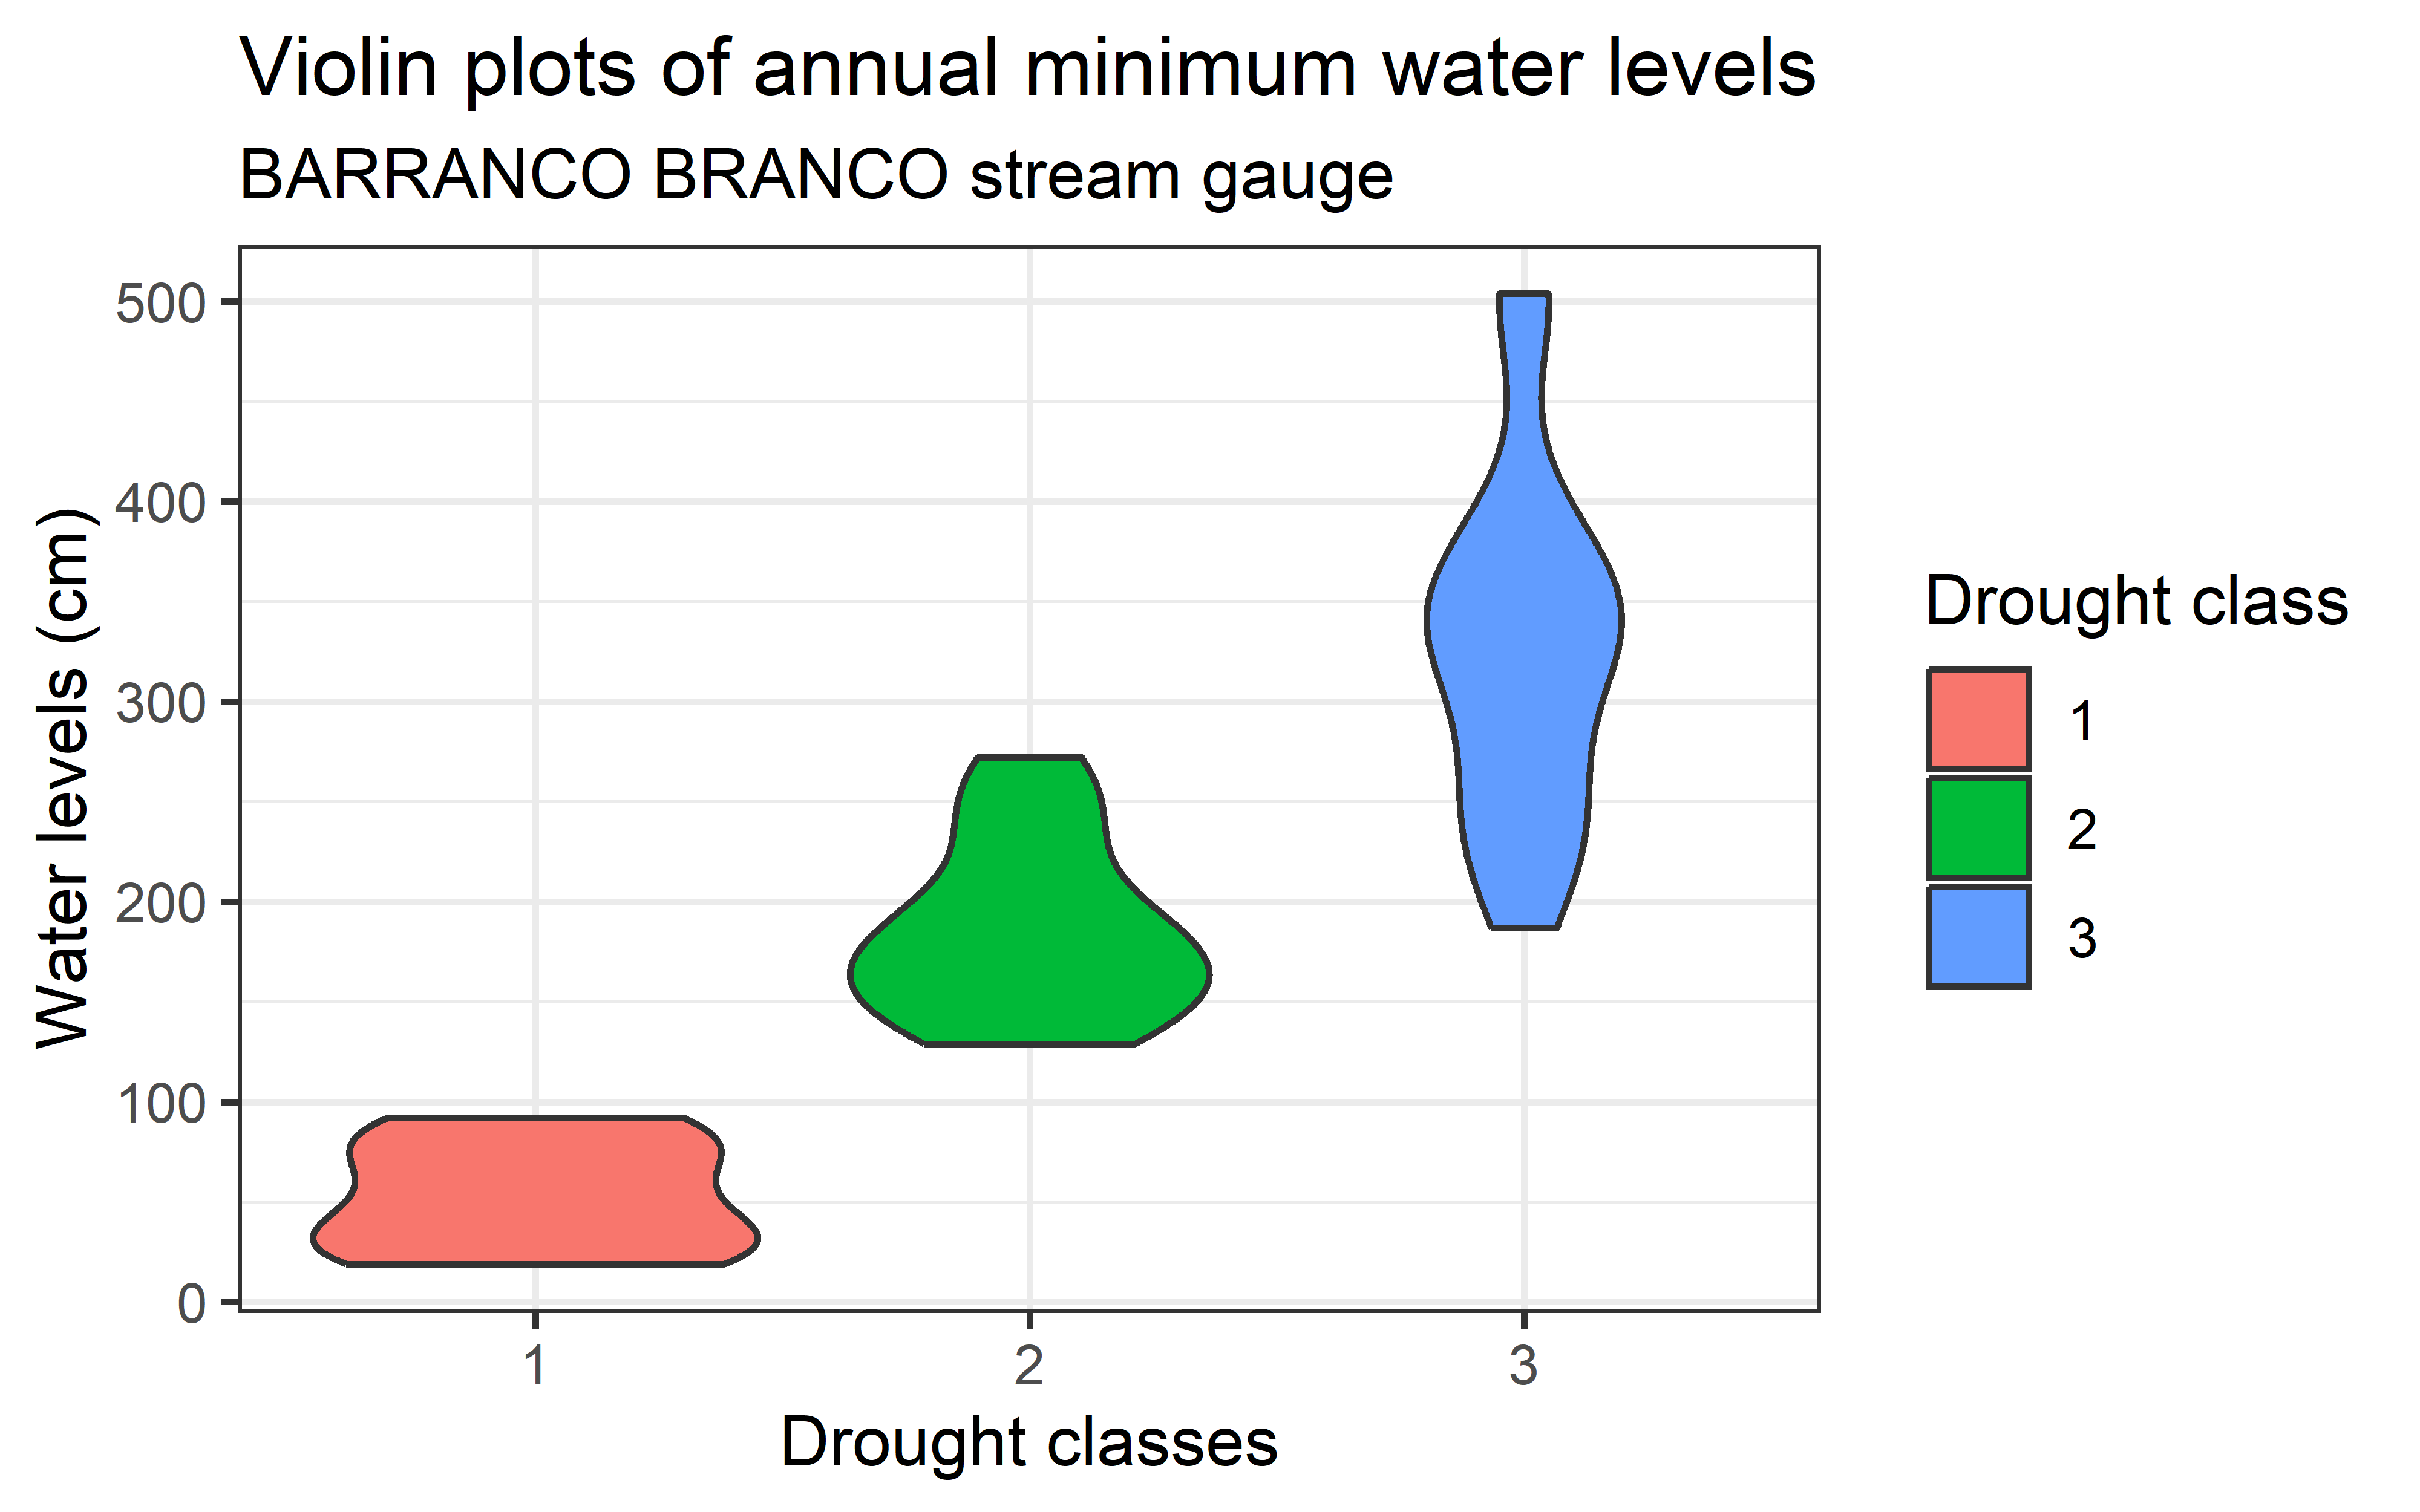 Violin plots of annual minimum water levels
BARRANCO BRANCO stream gauge
Water levels (cm)
500
400
300
200
100
0
1
2
3
Drought classes
Drought class
1
2
3